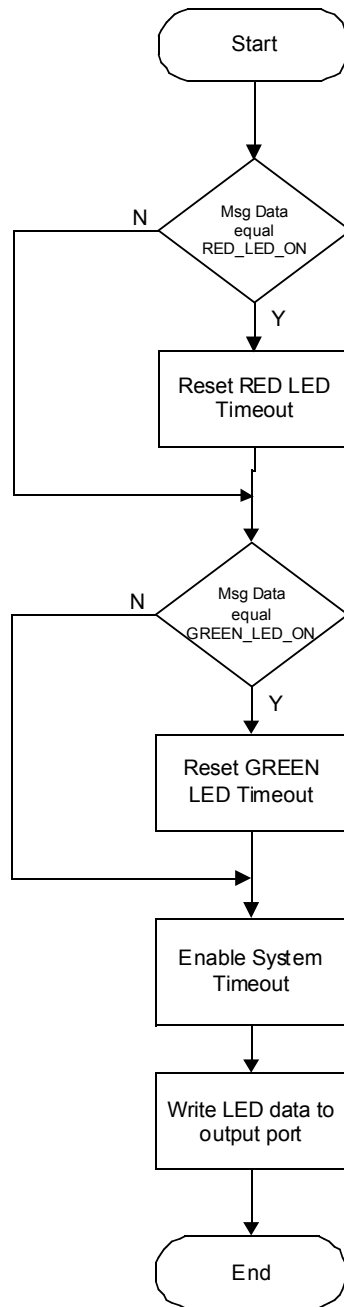 Start
Msg Data
equal
RED_LED_ON
N
Y
Reset RED LED
Timeout
Msg Data
equal
GREEN_LED_ON
N
Y
Reset GREEN
LED Timeout
Enable System
Timeout
Write LED data to
output port
End